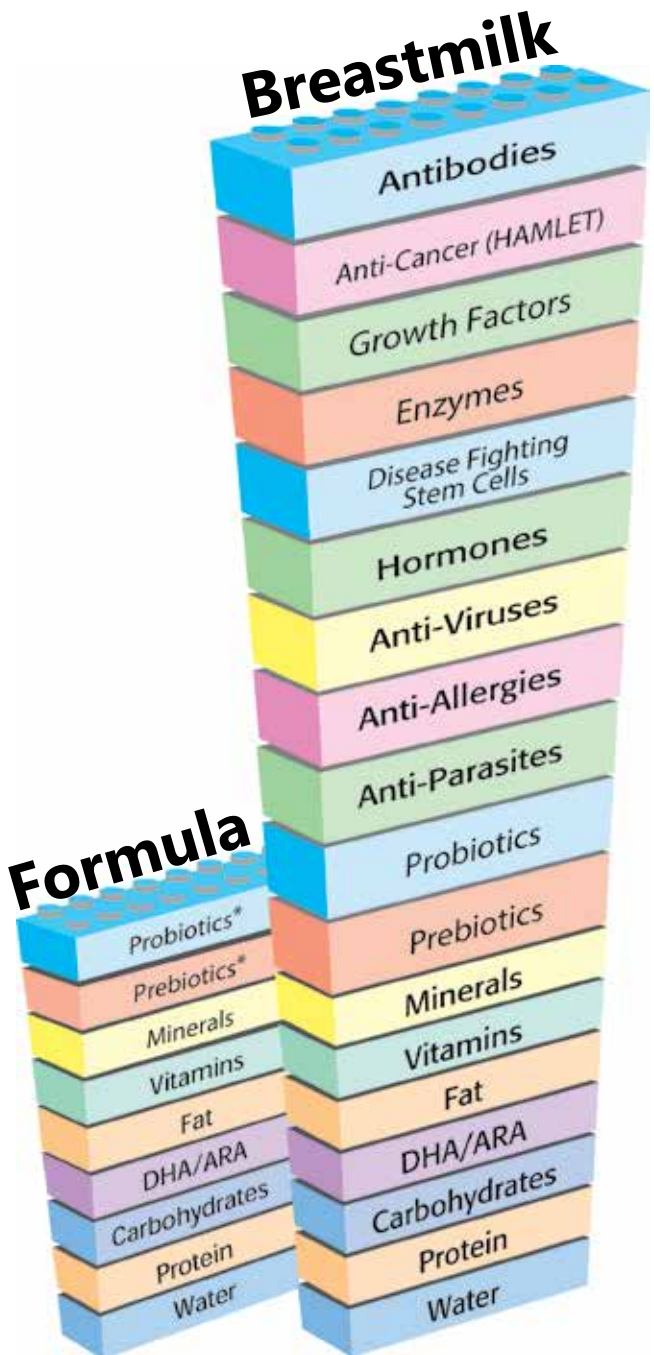 Breastmilk
Antibodies
Anti-Cancer (HAMLET)
Growth Factors
Enzymes
Disease Fighting
Stem Cells
Hormones
Anti-Viruses
Anti-Allergies
Anti-Parasites
Probiotics
Prebiotics
Minerals
Vitamins
Fat
DHA/ARA
Carbohydrates
Protein
Water
Formula
Probiotics*
Prebiotics*
Minerals
Vitamins
Fat
DHA/ARA
Carbohydrates
Protein
Water